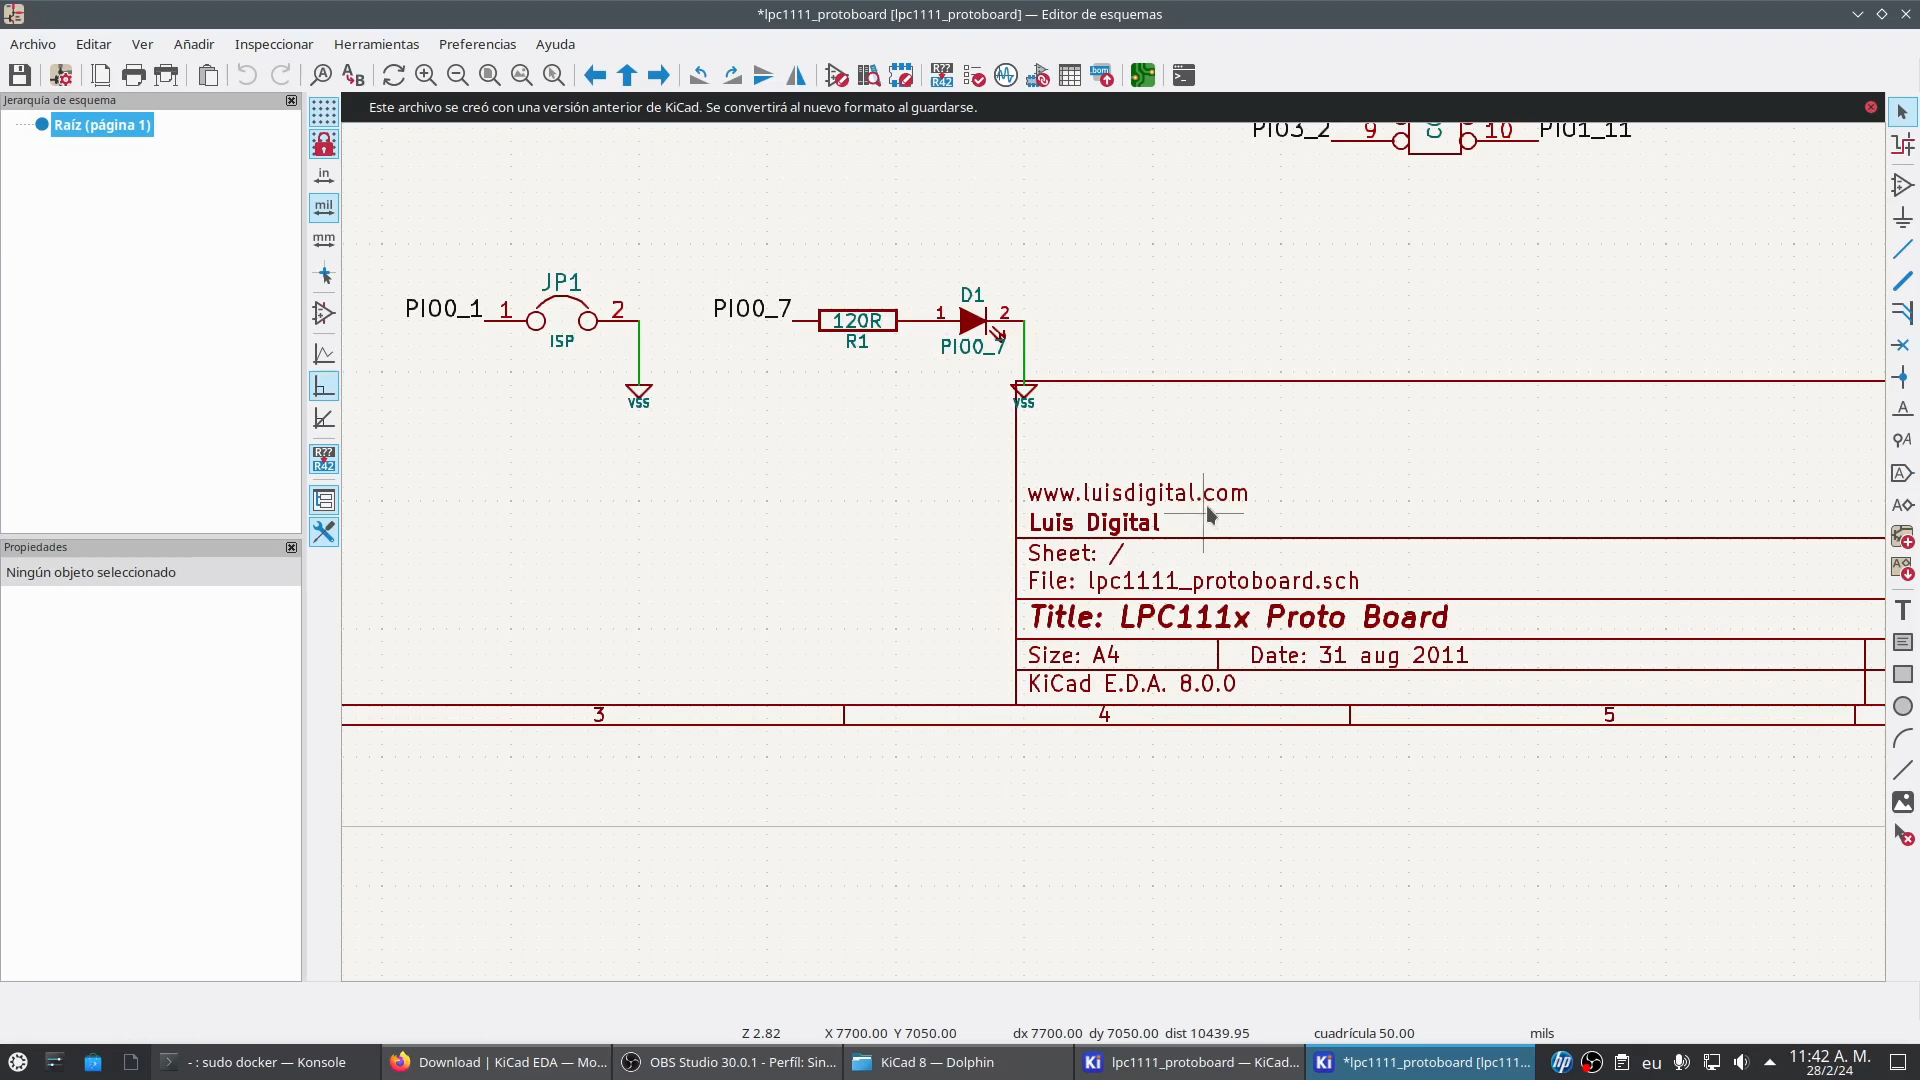 *lpc1111_protoboard [lpc1111_protoboard] — Editor de esquemas
Archivo Editar Ver Añadir Inspeccionar Herramientas Preferencias Ayuda
Jerarquía de esquema
Raíz (página 1)
Este archivo se creó con una versión anterior de KiCad. Se convertirá al nuevo formato al guardarse.
in
mil
mm
R??
R42
Propiedades
Ningún objeto seleccionado
PIO3_2 9 10 PIO1_11
JP1
PIO0_1 1 2
ISP
VSS
PIO0_7
120R
R1
D1
1 2
PIO0_7
VSS
www.luisdigital.com
Luis Digital
Sheet: /
File: lpc1111_protoboard.sch
Title: LPC111x Proto Board
Size: A4 Date: 31 aug 2011
KiCad E.D.A. 8.0.0
3 4 5
Z 2.82 X 7700.00 Y 7050.00 dx 7700.00 dy 7050.00 dist 10439.95 cuadrícula 50.00 mils
- : sudo docker — Konsole
Download | KiCad EDA — Mo...
OBS Studio 30.0.1 - Perfil: Sin...
KiCad 8 — Dolphin
lpc1111_protoboard — KiCad...
*lpc1111_protoboard [lpc111...
eu
11:42 A. M.
28/2/24